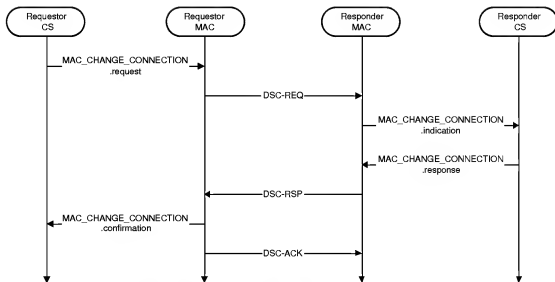 Requestor
CS
Requestor
MAC
Responder
MAC
Responder
CS
MAC_CHANGE_CONNECTION
.request
DSC-REQ
MAC_CHANGE_CONNECTION
.indication
MAC_CHANGE_CONNECTION
.response
DSC-RSP
MAC_CHANGE_CONNECTION
.confirmation
DSC-ACK